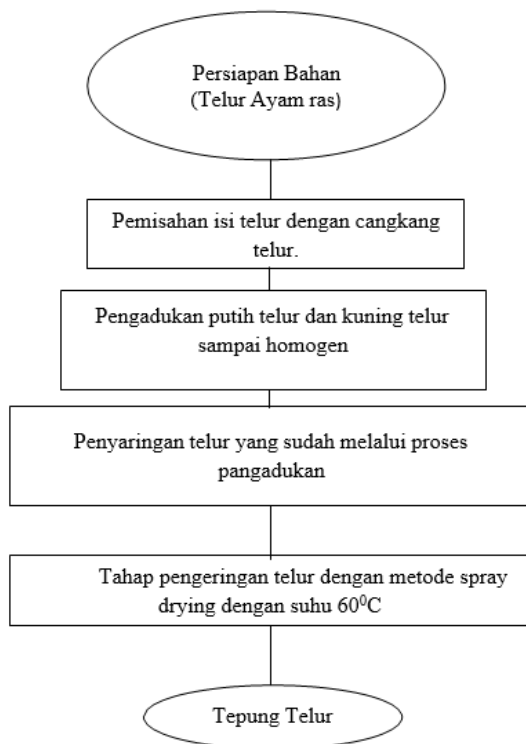 Persiapan Bahan
(Telur Ayam ras)
Pemisahan isi telur dengan cangkang
telur.
Pengadukan putih telur dan kuning telur
sampai homogen
Penyaringan telur yang sudah melalui proses
pangadukan
Tahap pengeringan telur dengan metode spray
drying dengan suhu 60⁰C
Tepung Telur